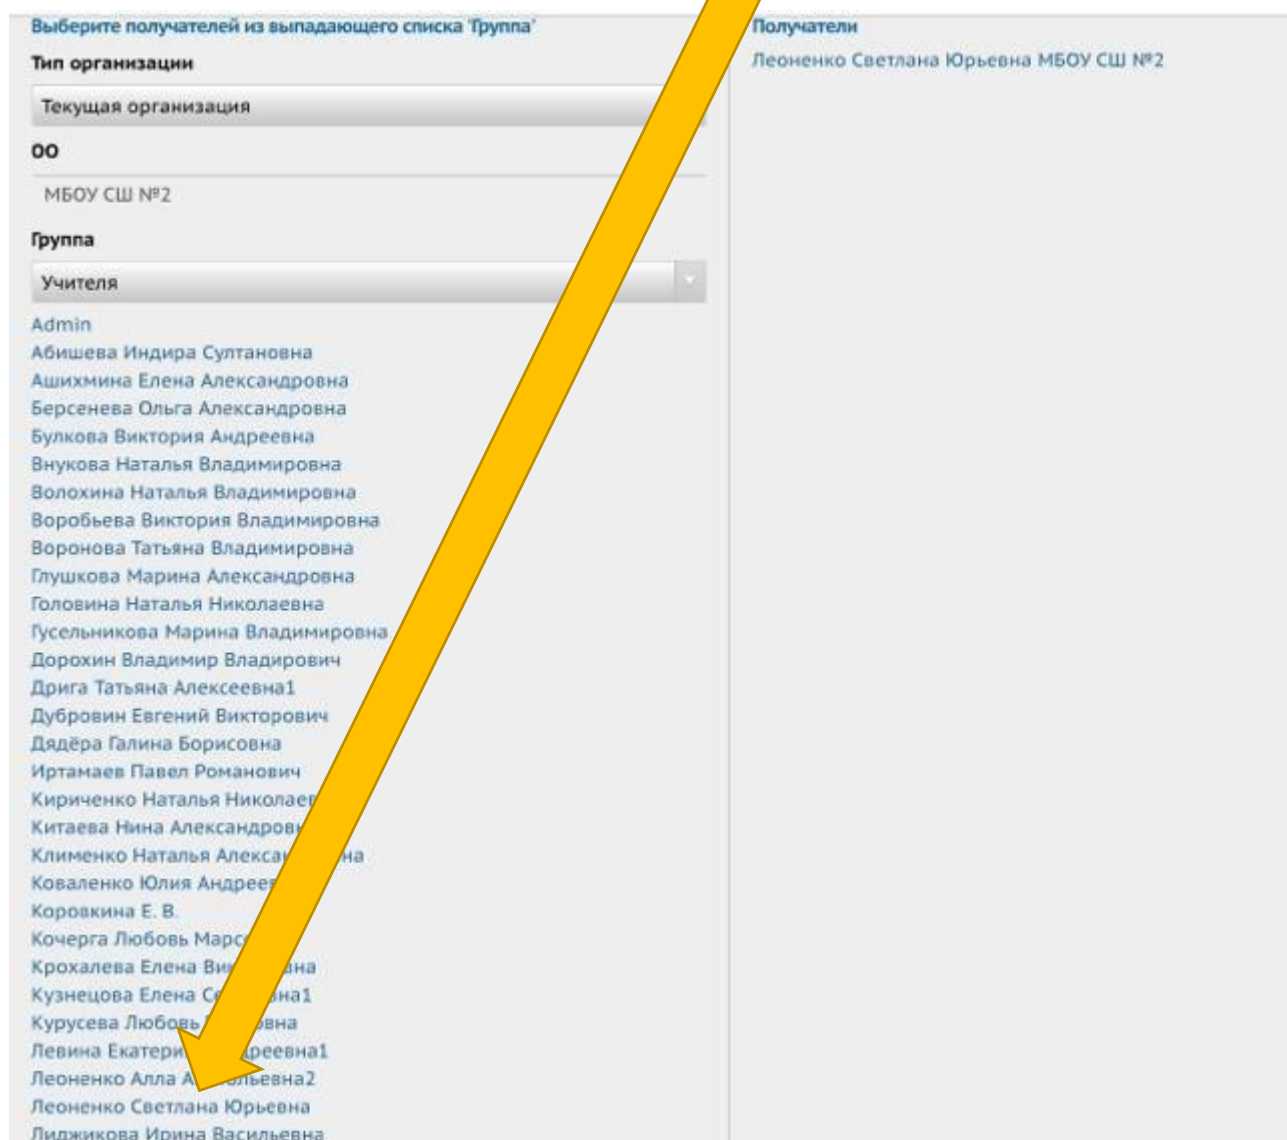 Выберите получателей из выпадающего списка 'Группа'
Тип организации
Текущая организация
ОО
МБОУ СШ №2
Группа
Учителя
Admin
Абишева Индира Султановна
Ашихмина Елена Александровна
Берсенева Ольга Александровна
Булкова Виктория Андреевна
Внукова Наталья Владимировна
Волохина Наталья Владимировна
Воробьева Виктория Владимировна
Воронова Татьяна Владимировна
Глушкова Марина Александровна
Головина Наталья Николаевна
Гусельникова Марина Владимировна
Дорохин Владимир Владирович
Дрига Татьяна Алексеевна1
Дубровин Евгений Викторович
Дядёра Галина Борисовна
Иртамаев Павел Романович
Кириченко Наталья
Китаева Нина
Клименко Наталья
Коваленко Юлия
Коровкина Е. В.
Кочерга Любовь
Крохалева Елена
Кузнецова Елена
Курусева Любовь
Левина
Леоненко Алла
Леоненко Светлана Юрьевна
Лиджикова Ирина Васильевна
Получатели
Леоненко Светлана Юрьевна МБОУ СШ №2